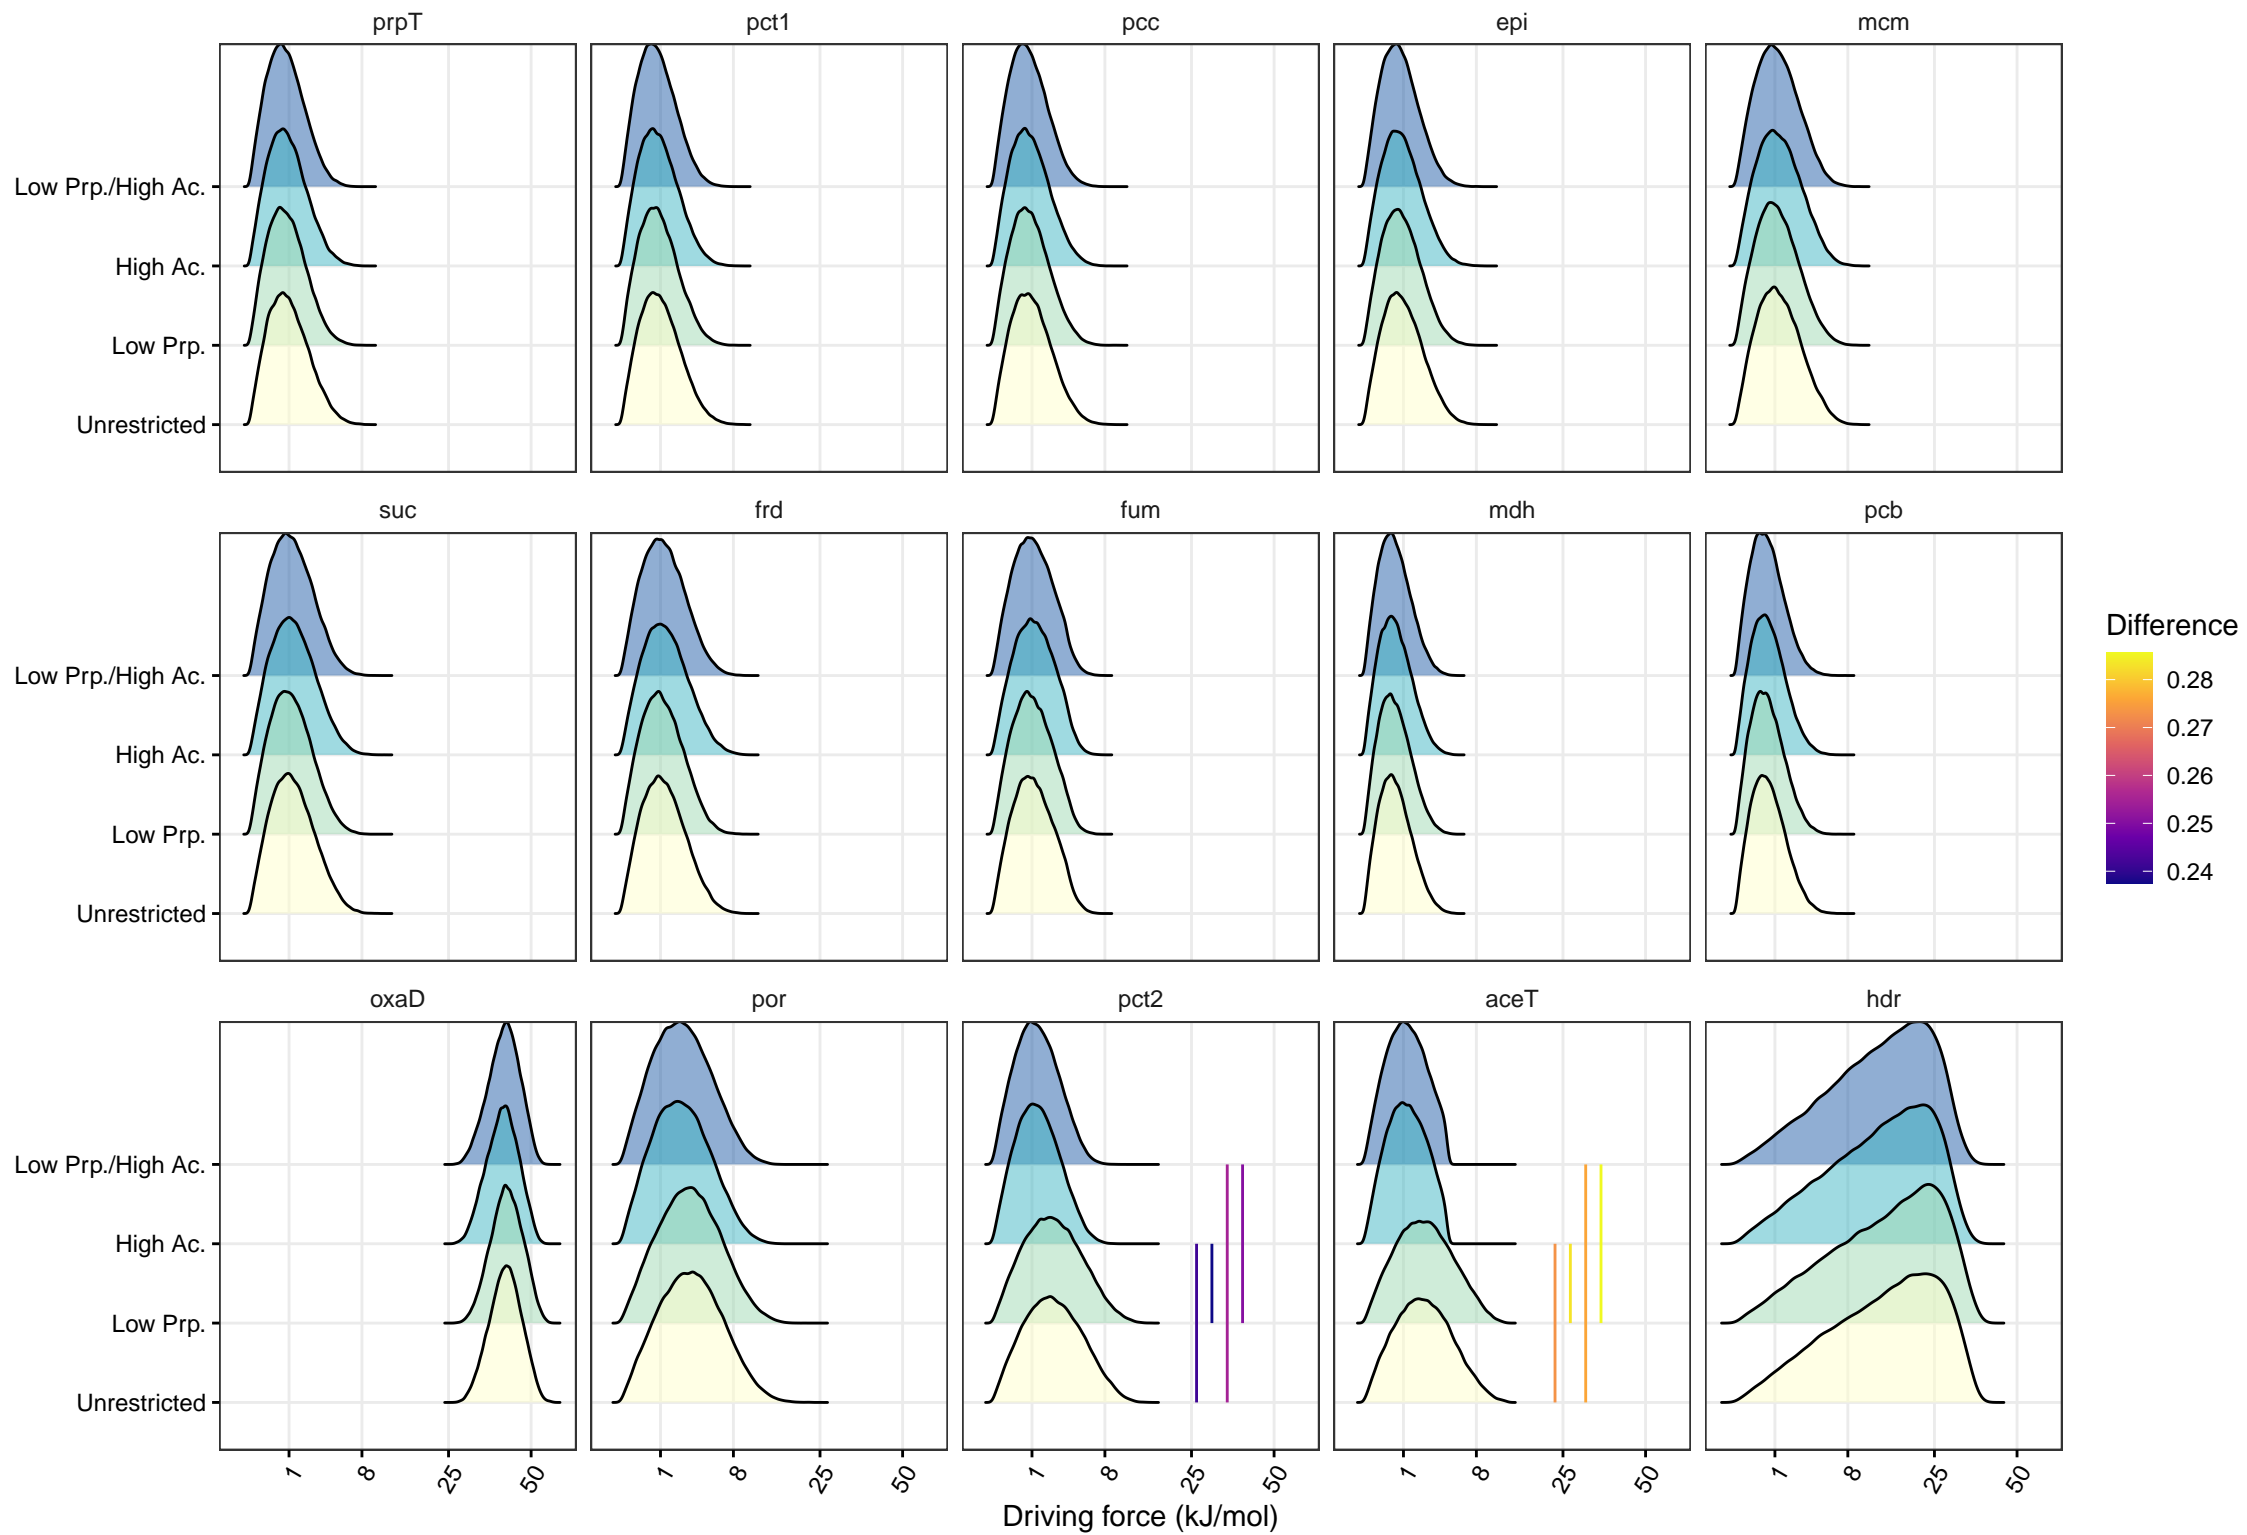 prpT pct1 pcc epi mcm
Low Prp./High Ac.
High Ac.
Low Prp.
Unrestricted
suc frd fum mdh pcb
Low Prp./High Ac.
High Ac.
Low Prp.
Unrestricted
Difference
0.28
0.27
0.26
0.25
0.24
oxaD por pct2 aceT hdr
Low Prp./High Ac.
High Ac.
Low Prp.
Unrestricted
1 8 25 50 1 8 25 50 1 8 25 50 1 8 25 50 1 8 25 50
Driving force (kJ/mol)